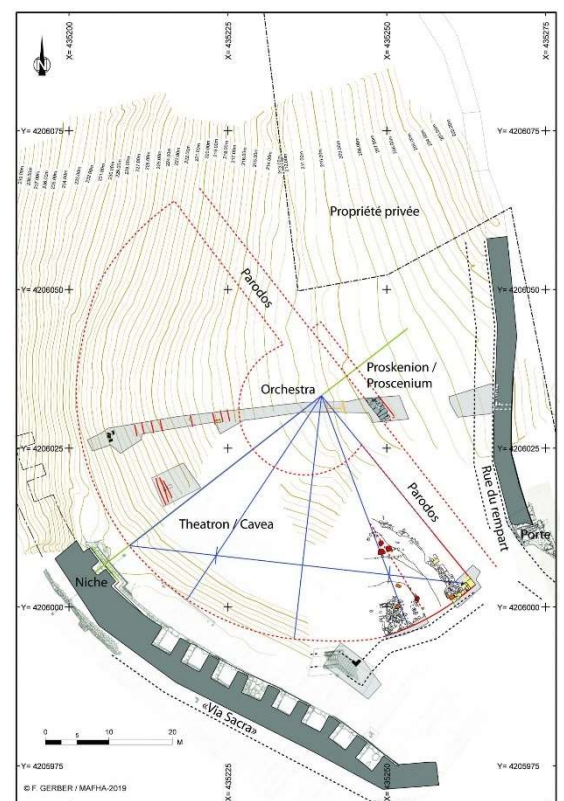 X= 435200
X= 435225
X= 435250
X= 435275
N
Y= 4206075
Y= 4206075
Propriété privée
Y= 4206050
Y= 4206050
Parodos
Proskenion /
Proscenium
Orchestra
Y= 4206025
Y= 4206025
Rue du rempart
Parodos
Theatron / Cavea
Porte
Niche
Y= 4206000
Y= 4206000
«Via Sacra»
0 5 10 20
M
Y= 4205975
Y= 4205975
© F. GERBER / MAFHA-2019
X= 435200
X= 435225
X= 435250
X= 435275